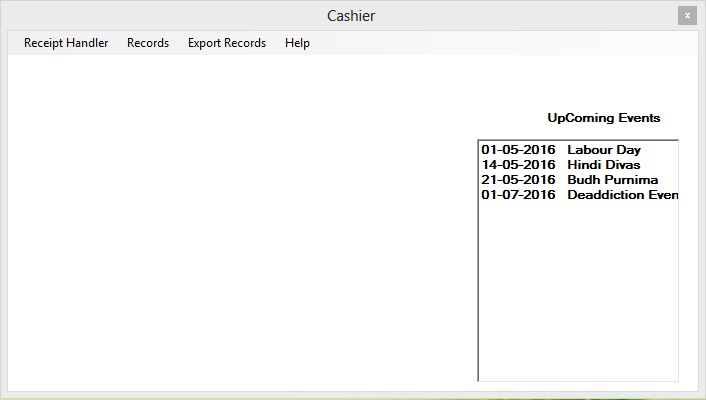 Cashier
x
Receipt Handler Records Export Records Help
UpComing Events
01-05-2016 Labour Day
14-05-2016 Hindi Divas
21-05-2016 Budh Purnima
01-07-2016 Deaddiction Even